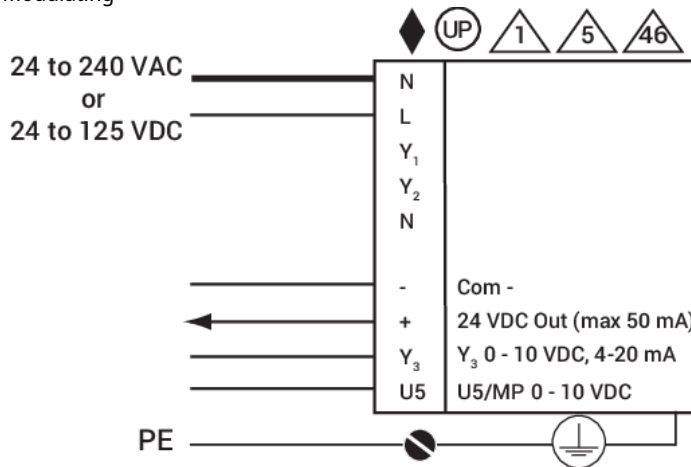 modulating
UP 1 5 46
24 to 240 VAC
or
24 to 125 VDC
N
L
Y₁
Y₂
N
- Com -
+ 24 VDC Out (max 50 mA)
Y₃ Y₃ 0 - 10 VDC, 4-20 mA
U5 U5/MP 0 - 10 VDC
PE